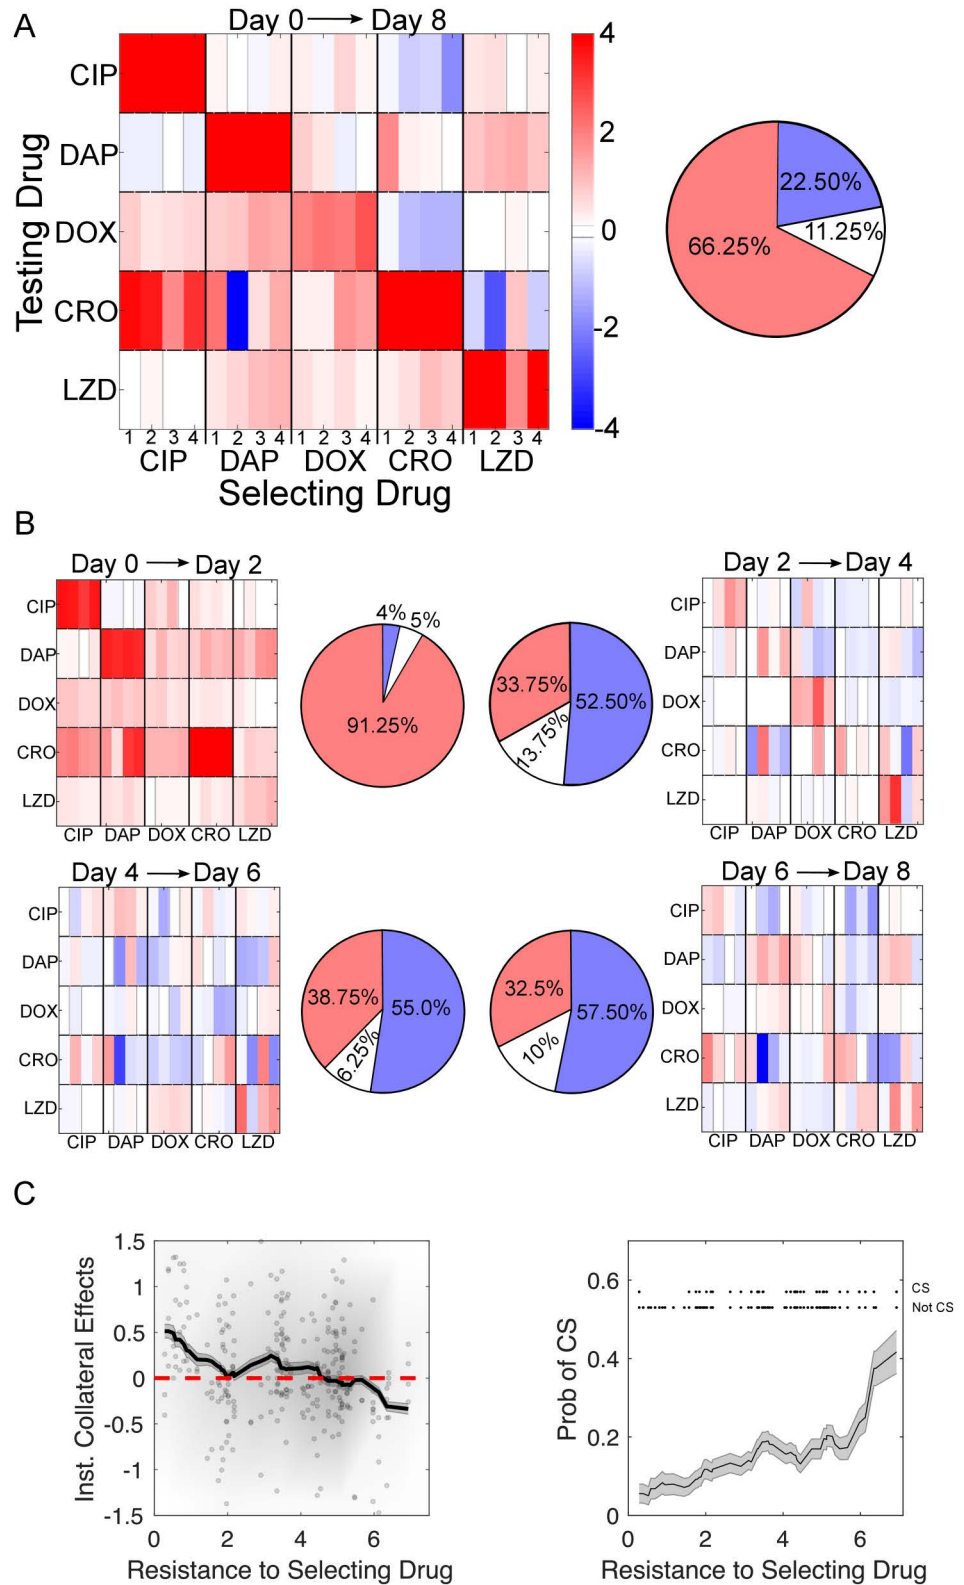 A
Day 0 → Day 8
Testing Drug
CIP
DAP
DOX
CRO
LZD
4
2
0
-2
-4
1 2 3 4 1 2 3 4 1 2 3 4 1 2 3 4 1 2 3 4
CIP DAP DOX CRO LZD
Selecting Drug
22.50%
11.25%
66.25%
B
Day 0 → Day 2
CIP
DAP
DOX
CRO
LZD
CIP DAP DOX CRO LZD
4% 5%
91.25%
33.75%
52.50%
13.75%
Day 2 → Day 4
CIP
DAP
DOX
CRO
LZD
CIP DAP DOX CRO LZD
Day 4 → Day 6
CIP
DAP
DOX
CRO
LZD
CIP DAP DOX CRO LZD
38.75%
55.0%
6.25%
32.5%
57.50%
10%
Day 6 → Day 8
CIP
DAP
DOX
CRO
LZD
CIP DAP DOX CRO LZD
C
Inst. Collateral Effects
1.5
1
0.5
0
-0.5
-1
-1.5
0 2 4 6
Resistance to Selecting Drug
Prob of CS
0.6
0.4
0.2
0
CS
Not CS
0 2 4 6
Resistance to Selecting Drug